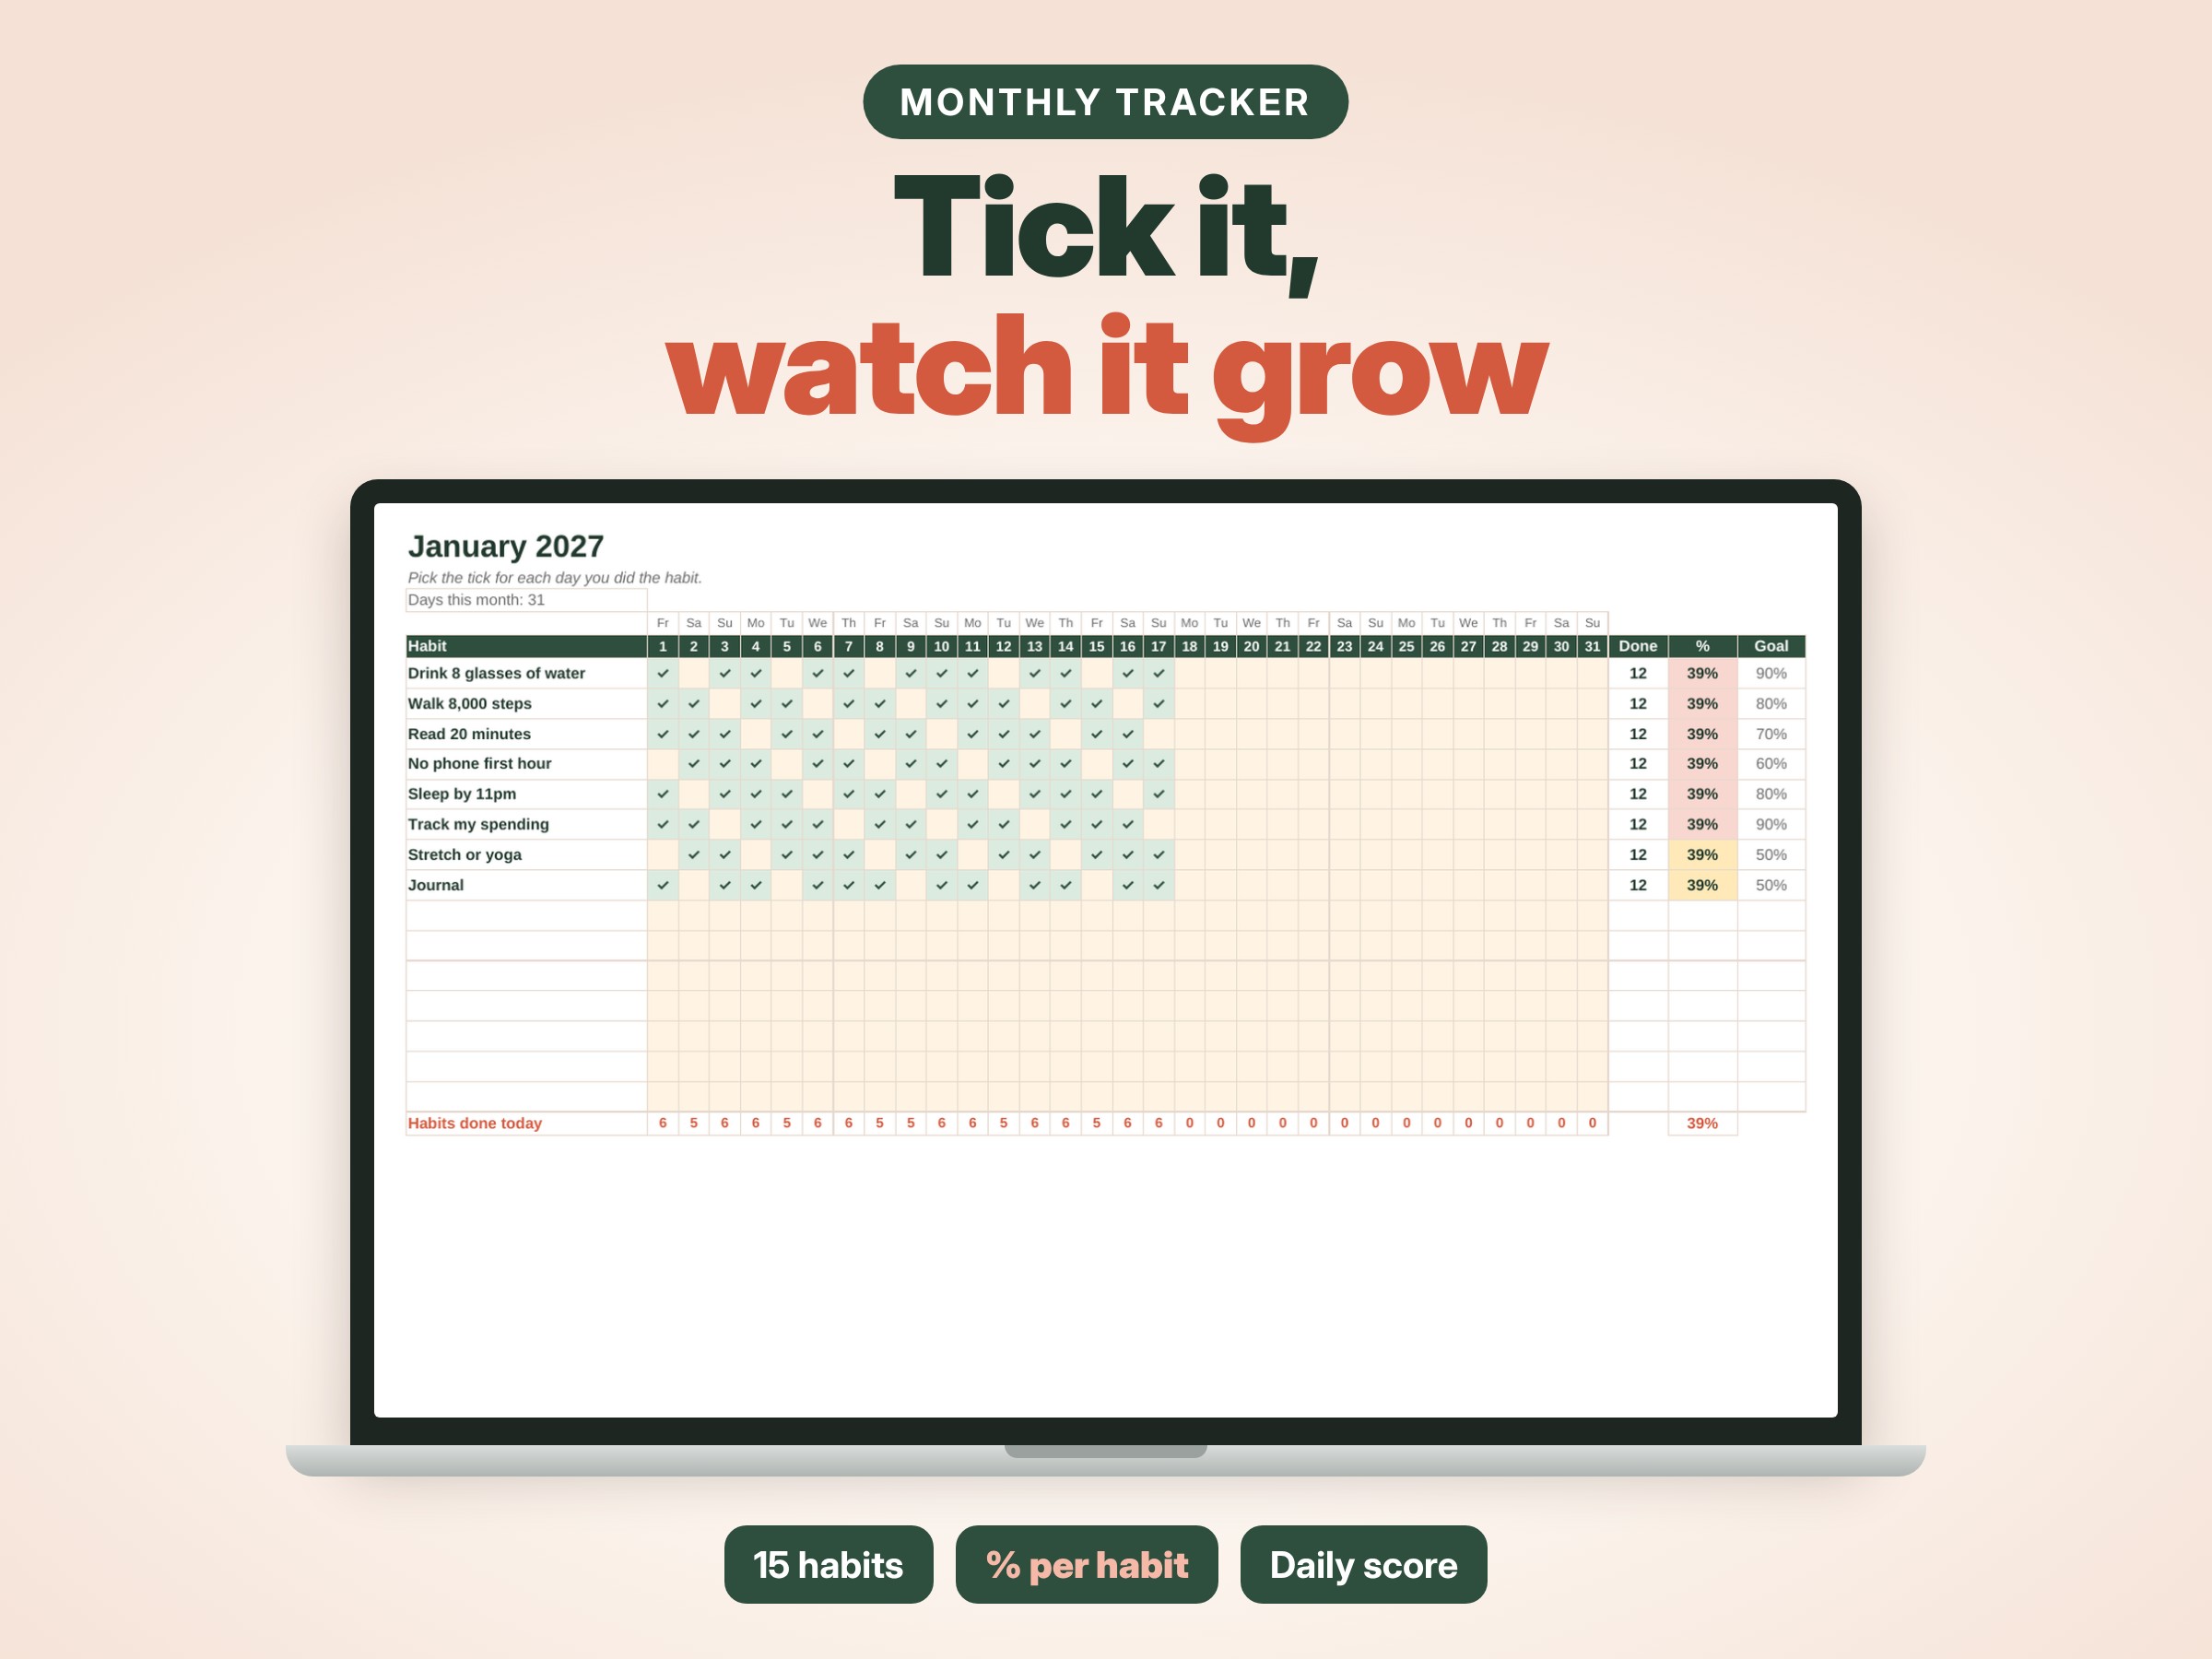 MONTHLY TRACKER
Tick it,
watch it grow
January 2027
Pick the tick for each day you did the habit.
Days this month: 31
Fr Sa Su Mo Tu We Th Fr Sa Su Mo Tu We Th Fr Sa Su Mo Tu We Th Fr Sa Su Mo Tu We Th Fr Sa Su
Habit 1 2 3 4 5 6 7 8 9 10 11 12 13 14 15 16 17 18 19 20 21 22 23 24 25 26 27 28 29 30 31 Done % Goal
Drink 8 glasses of water ✓ ✓ ✓ ✓ ✓ ✓ ✓ ✓ ✓ ✓ ✓ ✓ 12 39% 90%
Walk 8,000 steps ✓ ✓ ✓ ✓ ✓ ✓ ✓ ✓ ✓ ✓ ✓ ✓ 12 39% 80%
Read 20 minutes ✓ ✓ ✓ ✓ ✓ ✓ ✓ ✓ ✓ ✓ ✓ ✓ 12 39% 70%
No phone first hour ✓ ✓ ✓ ✓ ✓ ✓ ✓ ✓ ✓ ✓ ✓ ✓ 12 39% 60%
Sleep by 11pm ✓ ✓ ✓ ✓ ✓ ✓ ✓ ✓ ✓ ✓ ✓ ✓ 12 39% 80%
Track my spending ✓ ✓ ✓ ✓ ✓ ✓ ✓ ✓ ✓ ✓ ✓ ✓ 12 39% 90%
Stretch or yoga ✓ ✓ ✓ ✓ ✓ ✓ ✓ ✓ ✓ ✓ ✓ ✓ 12 39% 50%
Journal ✓ ✓ ✓ ✓ ✓ ✓ ✓ ✓ ✓ ✓ ✓ ✓ 12 39% 50%
Habits done today 6 5 6 6 5 6 6 5 5 6 6 5 6 6 5 6 6 0 0 0 0 0 0 0 0 0 0 0 0 0 0 39%
15 habits
% per habit
Daily score